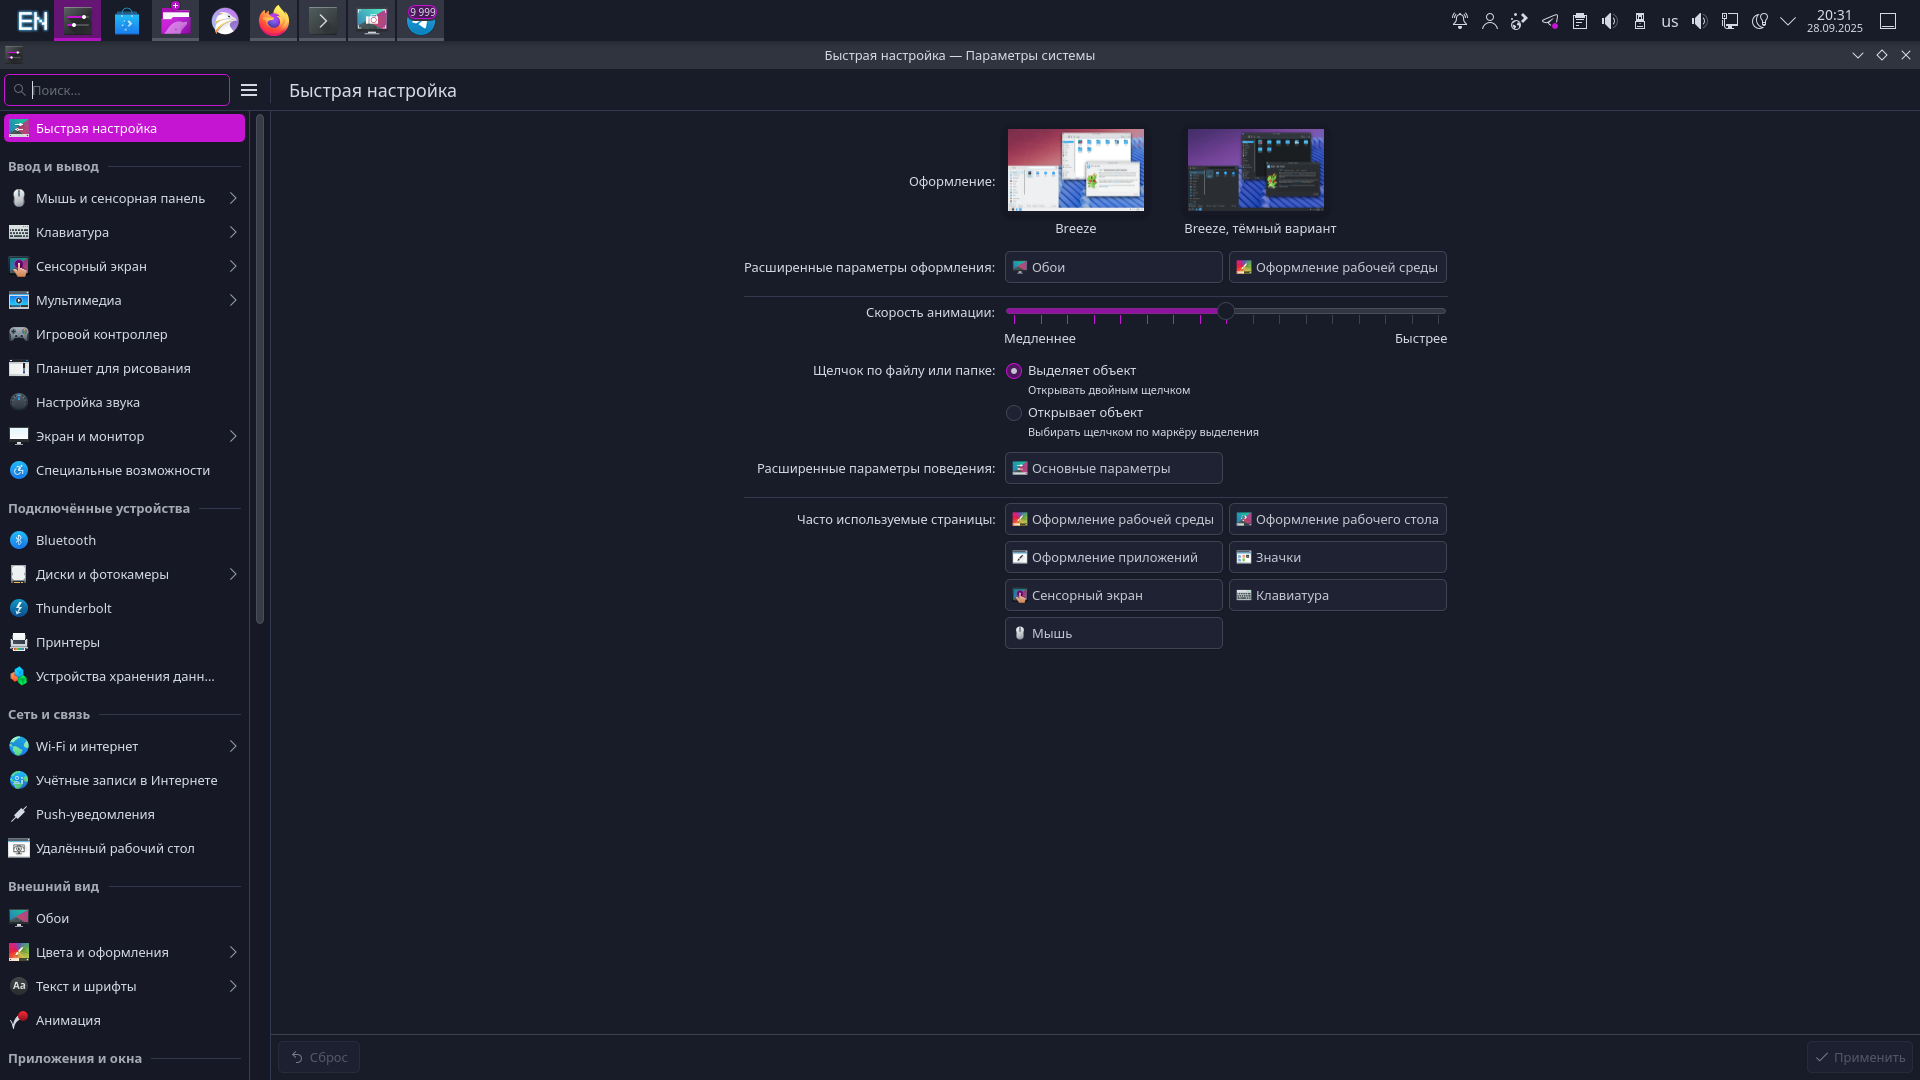 EN
9 999
us
20:31
28.09.2025
Быстрая настройка — Параметры системы
Поиск...
Быстрая настройка
Быстрая настройка
Ввод и вывод
Мышь и сенсорная панель
Клавиатура
Сенсорный экран
Мультимедиа
Игровой контроллер
Планшет для рисования
Настройка звука
Экран и монитор
Специальные возможности
Подключённые устройства
Bluetooth
Диски и фотокамеры
Thunderbolt
Принтеры
Устройства хранения данн...
Сеть и связь
Wi-Fi и интернет
Учётные записи в Интернете
Push-уведомления
Удалённый рабочий стол
Внешний вид
Обои
Цвета и оформления
Aa Текст и шрифты
Анимация
Приложения и окна
Оформление:
Breeze
Breeze, тёмный вариант
Расширенные параметры оформления:
Обои
Оформление рабочей среды
Скорость анимации:
Медленнее
Быстрее
Щелчок по файлу или папке:
Выделяет объект
Открывать двойным щелчком
Открывает объект
Выбирать щелчком по маркёру выделения
Расширенные параметры поведения:
Основные параметры
Часто используемые страницы:
Оформление рабочей среды
Оформление рабочего стола
Оформление приложений
Значки
Сенсорный экран
Клавиатура
Мышь
Сброс
Применить